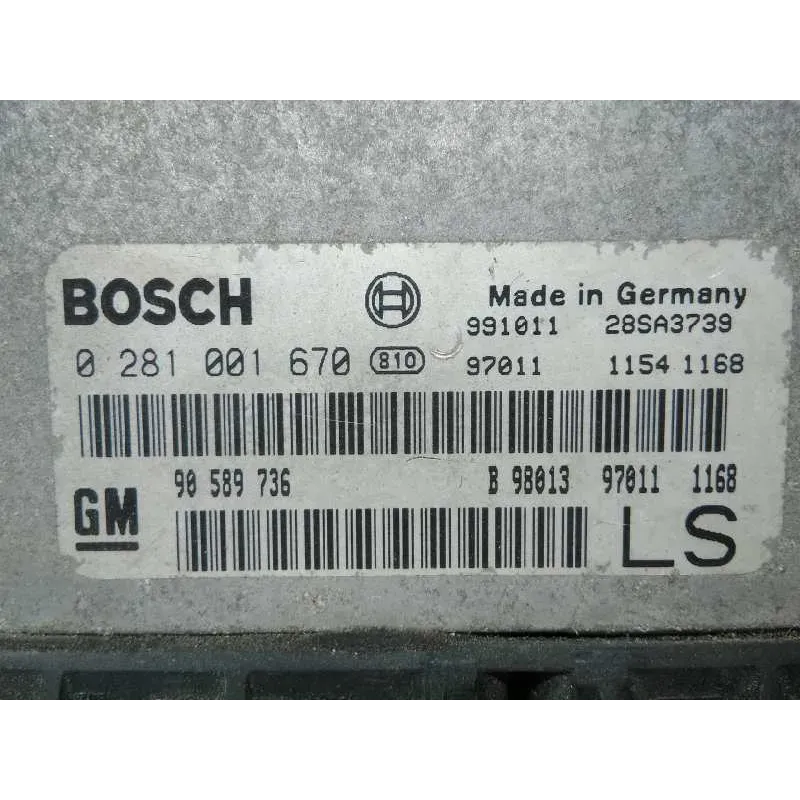 BOSCH Made in Germany
991011 28SA3739
0 281 001 670 810 97011 1154 1168
90 589 736 B 98013 97011 1168
GM LS